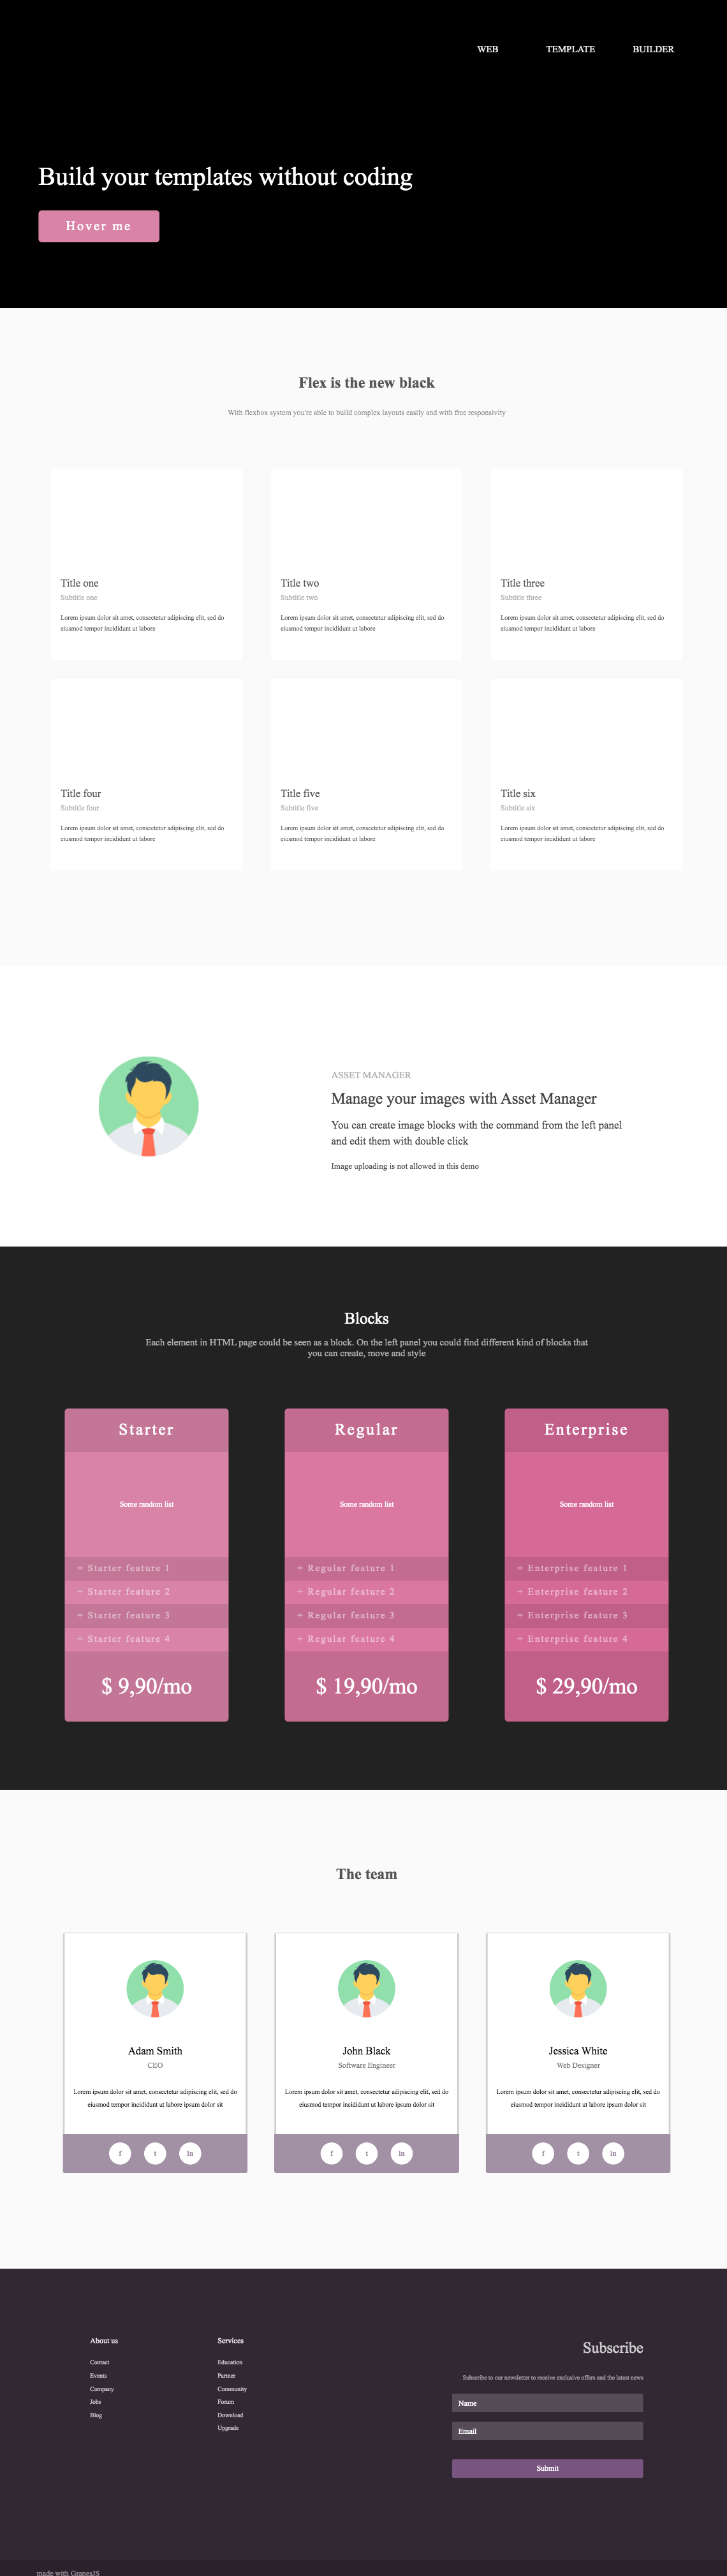 WEB TEMPLATE BUILDER
Build your templates without coding
Hover me
Flex is the new black
With flexbox system you're able to build complex layouts easily and with free responsivity
Title one
Subtitle one
Lorem ipsum dolor sit amet, consectetur adipiscing elit, sed do
eiusmod tempor incididunt ut labore
Title two
Subtitle two
Lorem ipsum dolor sit amet, consectetur adipiscing elit, sed do
eiusmod tempor incididunt ut labore
Title three
Subtitle three
Lorem ipsum dolor sit amet, consectetur adipiscing elit, sed do
eiusmod tempor incididunt ut labore
Title four
Subtitle four
Lorem ipsum dolor sit amet, consectetur adipiscing elit, sed do
eiusmod tempor incididunt ut labore
Title five
Subtitle five
Lorem ipsum dolor sit amet, consectetur adipiscing elit, sed do
eiusmod tempor incididunt ut labore
Title six
Subtitle six
Lorem ipsum dolor sit amet, consectetur adipiscing elit, sed do
eiusmod tempor incididunt ut labore
ASSET MANAGER
Manage your images with Asset Manager
You can create image blocks with the command from the left panel
and edit them with double click
Image uploading is not allowed in this demo
Blocks
Each element in HTML page could be seen as a block. On the left panel you could find different kind of blocks that
you can create, move and style
Starter
Some random list
+ Starter feature 1
+ Starter feature 2
+ Starter feature 3
+ Starter feature 4
$ 9,90/mo
Regular
Some random list
+ Regular feature 1
+ Regular feature 2
+ Regular feature 3
+ Regular feature 4
$ 19,90/mo
Enterprise
Some random list
+ Enterprise feature 1
+ Enterprise feature 2
+ Enterprise feature 3
+ Enterprise feature 4
$ 29,90/mo
The team
Adam Smith
CEO
Lorem ipsum dolor sit amet, consectetur adipiscing elit, sed do
eiusmod tempor incididunt ut labore ipsum dolor sit
f t ln
John Black
Software Engineer
Lorem ipsum dolor sit amet, consectetur adipiscing elit, sed do
eiusmod tempor incididunt ut labore ipsum dolor sit
f t ln
Jessica White
Web Designer
Lorem ipsum dolor sit amet, consectetur adipiscing elit, sed do
eiusmod tempor incididunt ut labore ipsum dolor sit
f t ln
About us
Contact
Events
Company
Jobs
Blog
Services
Education
Partner
Community
Forum
Download
Upgrade
Subscribe
Subscribe to our newsletter to receive exclusive offers and the latest news
Name
Email
Submit
made with GrapesJS